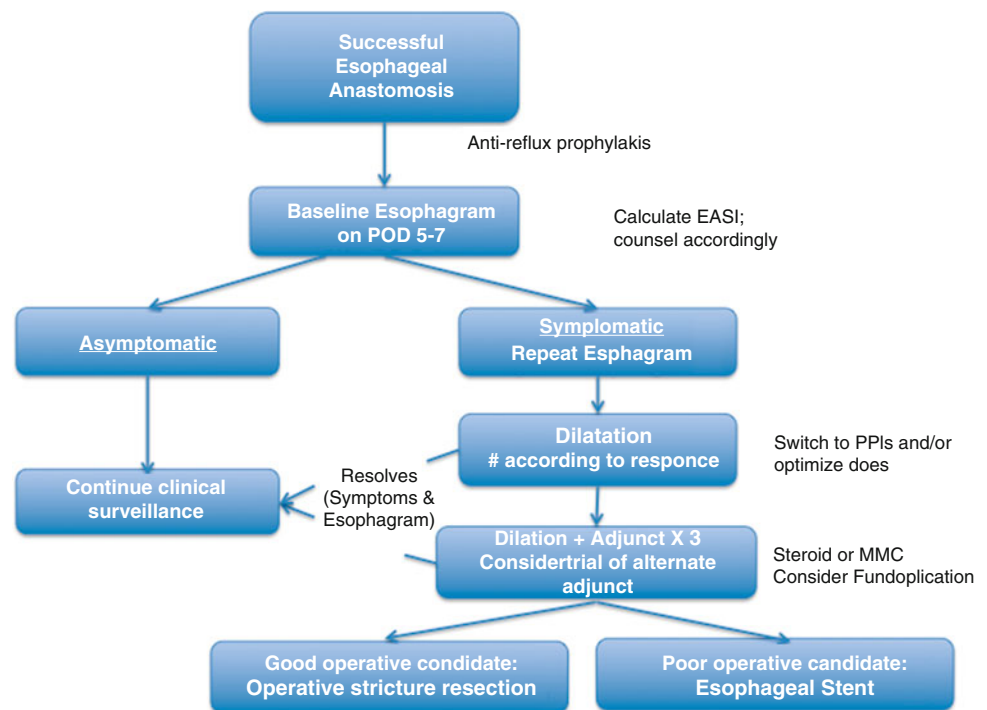 Successful
Esophageal
Anastomosis
Anti-reflux prophylakis
Baseline Esophagram
on POD 5-7
Calculate EASI;
counsel accordingly
Asymptomatic
Symplomatic
Repeat Esphagram
Dilatation
# according to responce
Switch to PPIs and/or
optimize does
Continue clinical
surveillance
Resolves
(Symptoms &
Esophagram)
Dilation + Adjunct X 3
Considertrial of alternate
adjunct
Steroid or MMC
Consider Fundoplication
Good operative condidate:
Operative stricture resection
Poor operative candidate:
Esophageal Stent